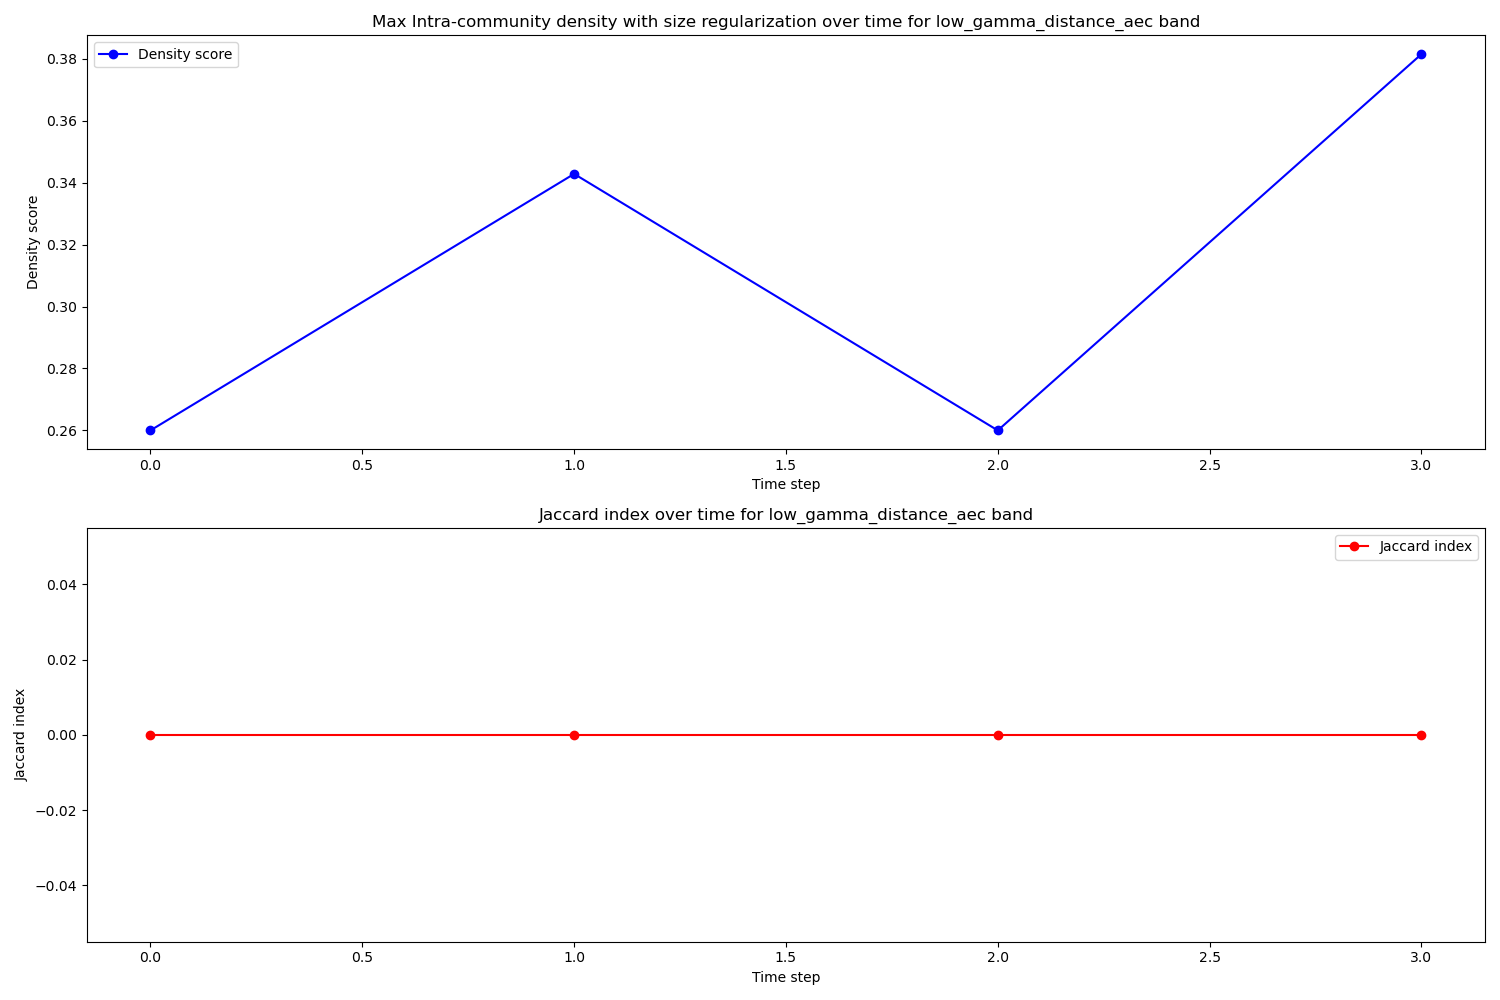 Max Intra-community density with size regularization over time for low_gamma_distance_aec band
Density score
0.38
0.36
0.34
0.32
0.30
0.28
0.26
Density score
0.0 0.5 1.0 1.5 2.0 2.5 3.0
Time step
Jaccard index over time for low_gamma_distance_aec band
Jaccard index
0.04
0.02
0.00
−0.02
−0.04
Jaccard index
0.0 0.5 1.0 1.5 2.0 2.5 3.0
Time step